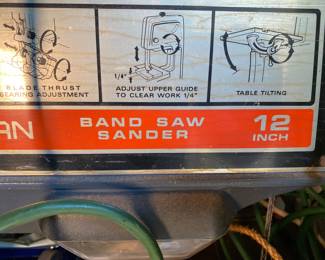 BLADE THRUST
BEARING ADJUSTMENT
1/4"
ADJUST UPPER GUIDE
TO CLEAR WORK 1/4"
TABLE TILTING
AN
BAND SAW
SANDER
12
INCH